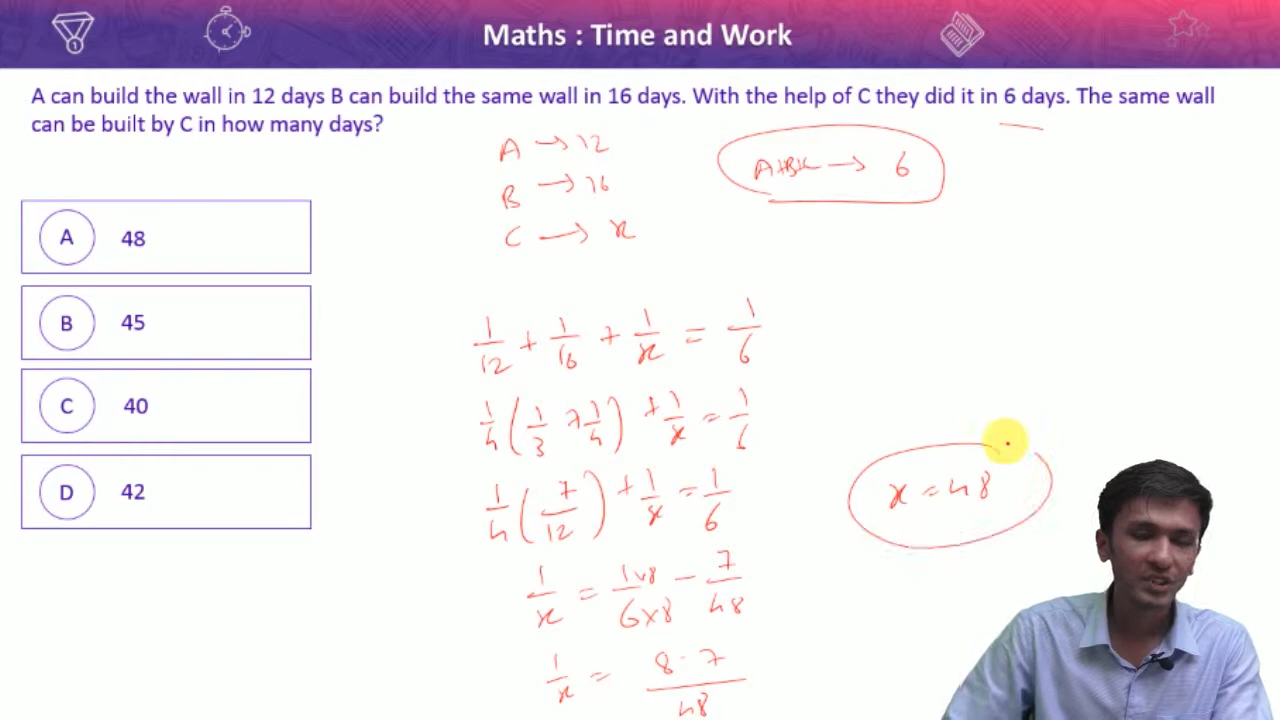 Maths : Time and Work
A can build the wall in 12 days B can build the same wall in 16 days. With the help of C they did it in 6 days. The same wall
can be built by C in how many days?
A → 12
B → 16
C → x
A+B+C → 6
A 48
B 45
C 40
D 42
1/12 + 1/16 + 1/x = 1/6
1/4 (1/3 + 1/4) + 1/x = 1/6
1/4 (7/12) + 1/x = 1/6
1/x = 1×8/6×8 - 7/48
1/x = 8-7/48
x = 48